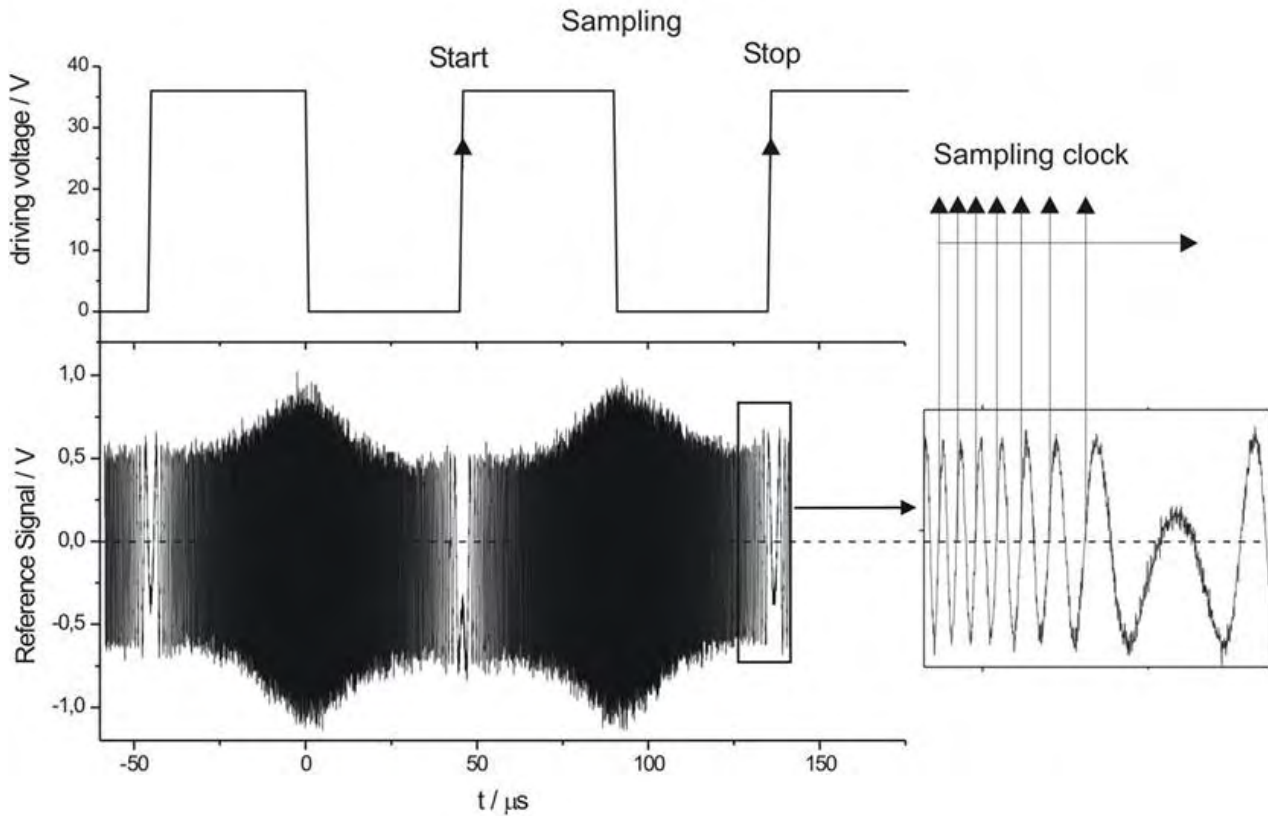 Sampling
Start
Stop
driving voltage / V
40
30
20
10
0
Sampling clock
Reference Signal / V
1,0
0,5
0,0
-0,5
-1,0
-50
0
50
100
150
t / μs